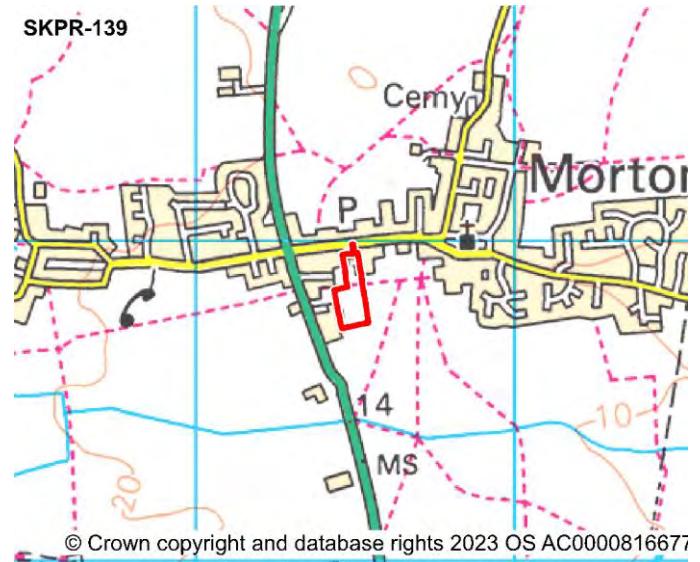 SKPR-139
Cemy
Morton
P
14
10
MS
20
© Crown copyright and database rights 2023 OS AC0000816677